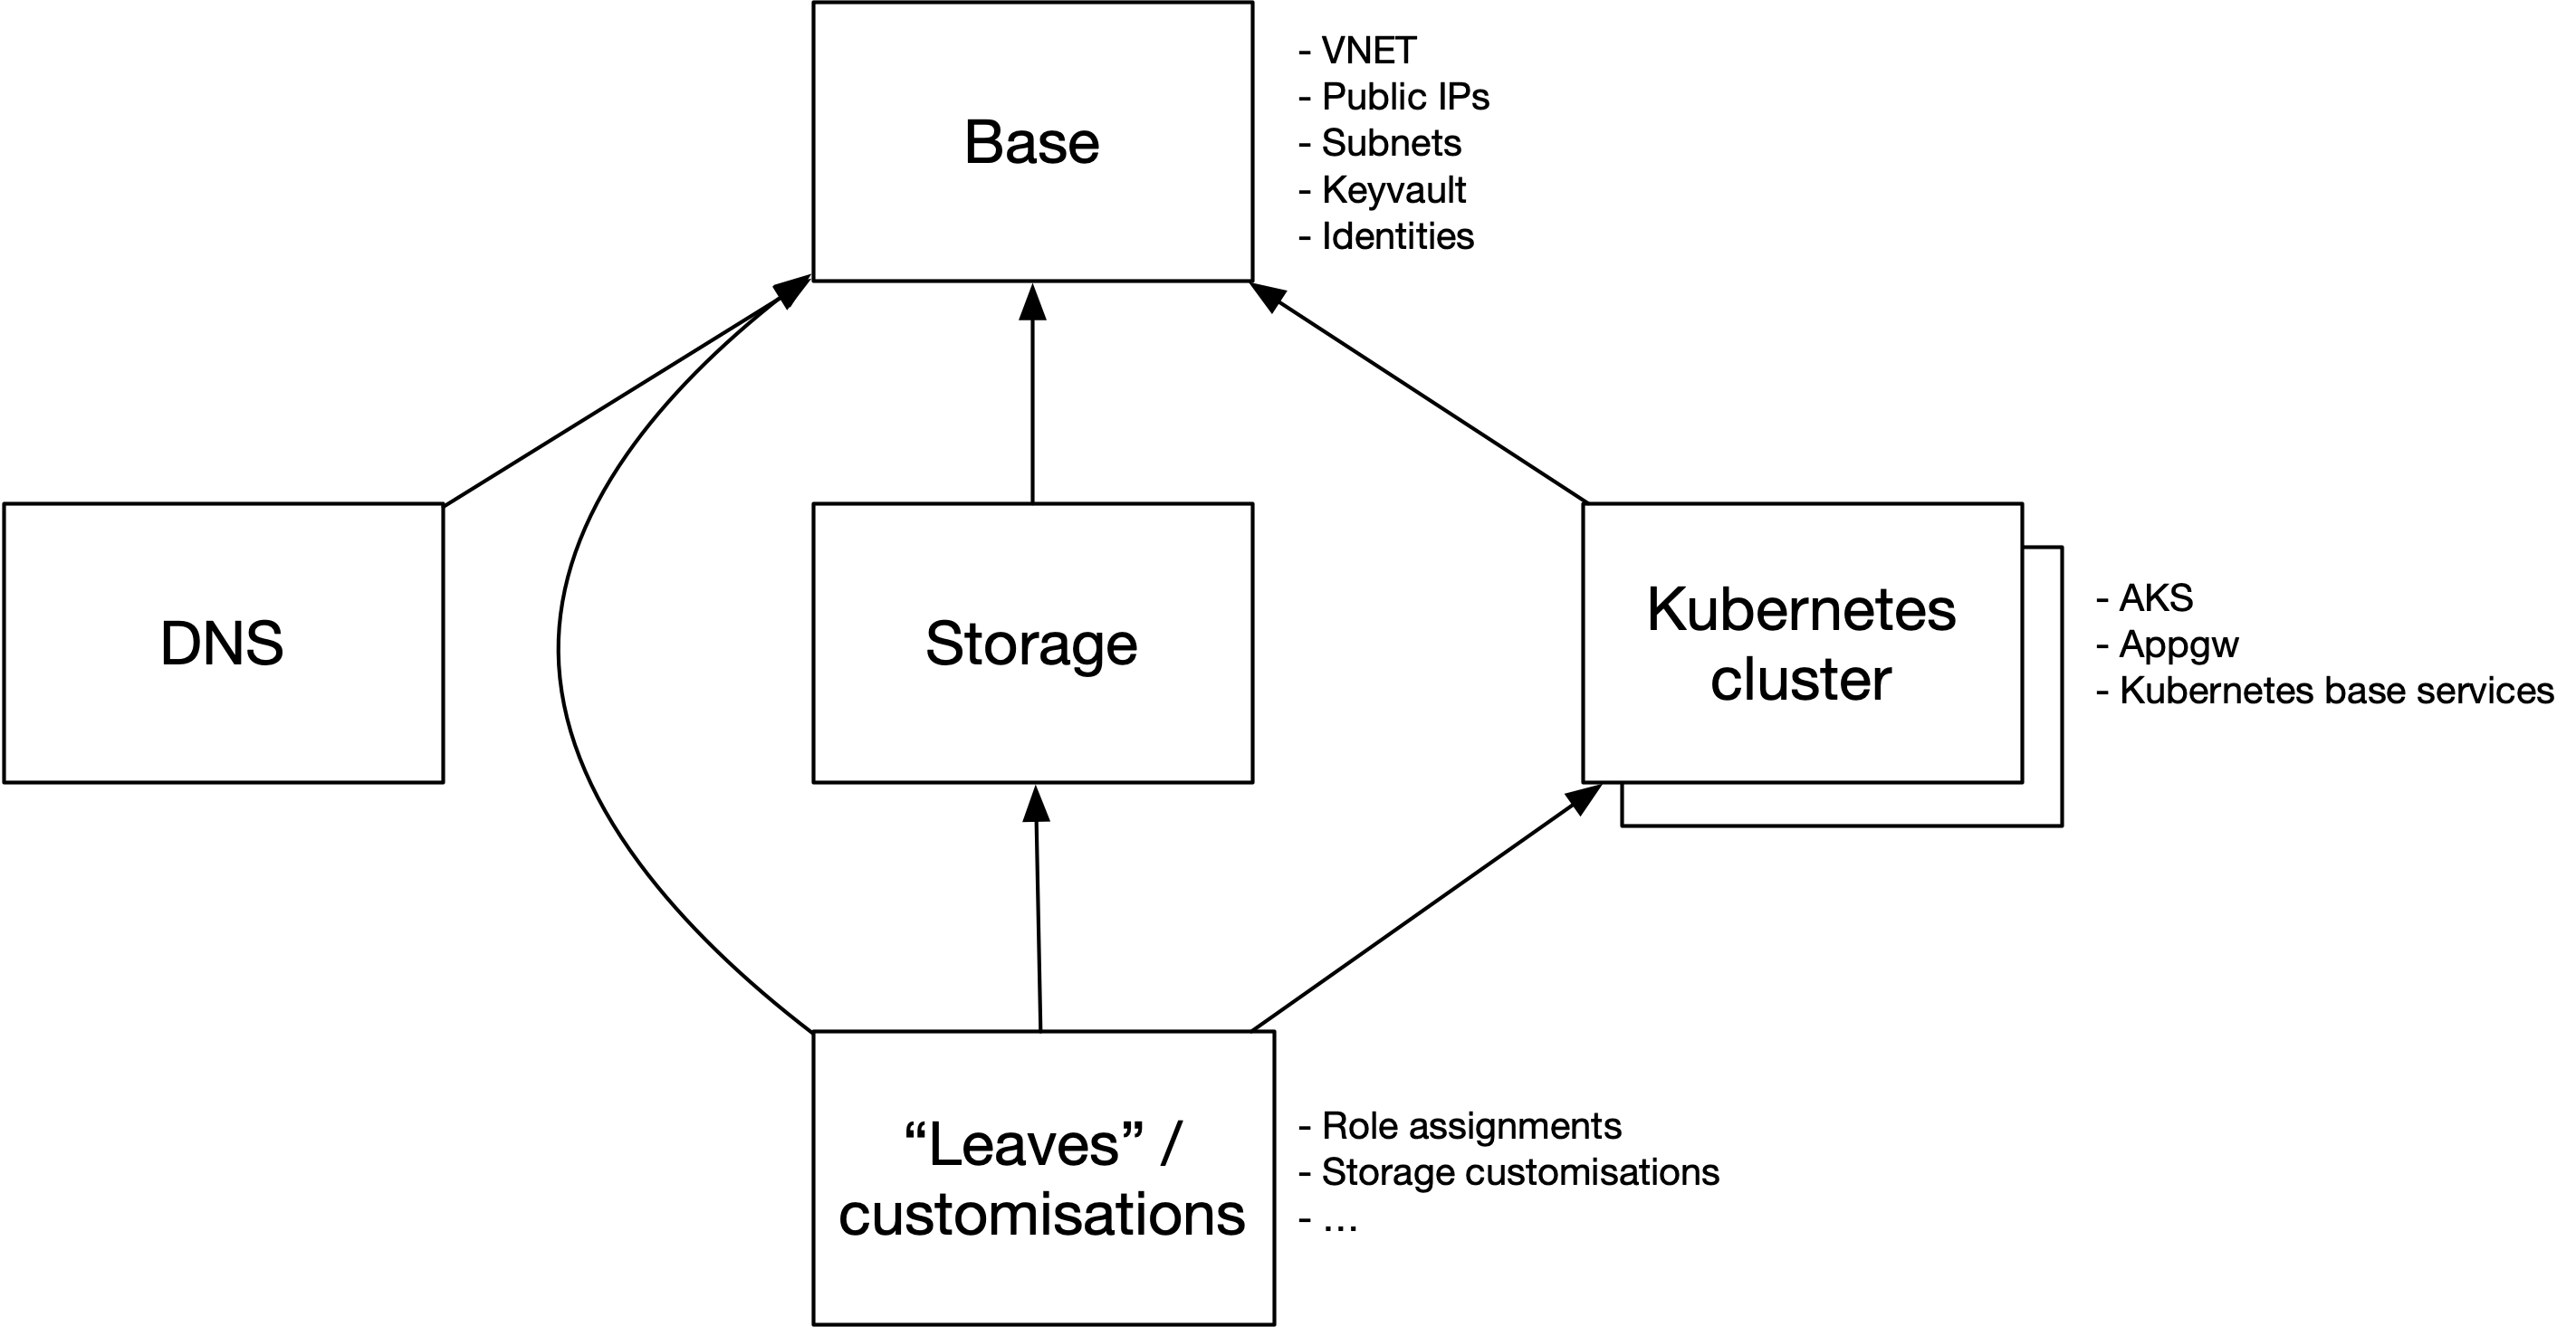 Base
- VNET
- Public IPs
- Subnets
- Keyvault
- Identities
DNS
Storage
Kubernetes
cluster
- AKS
- Appgw
- Kubernetes base services
“Leaves” /
customisations
- Role assignments
- Storage customisations
- ...